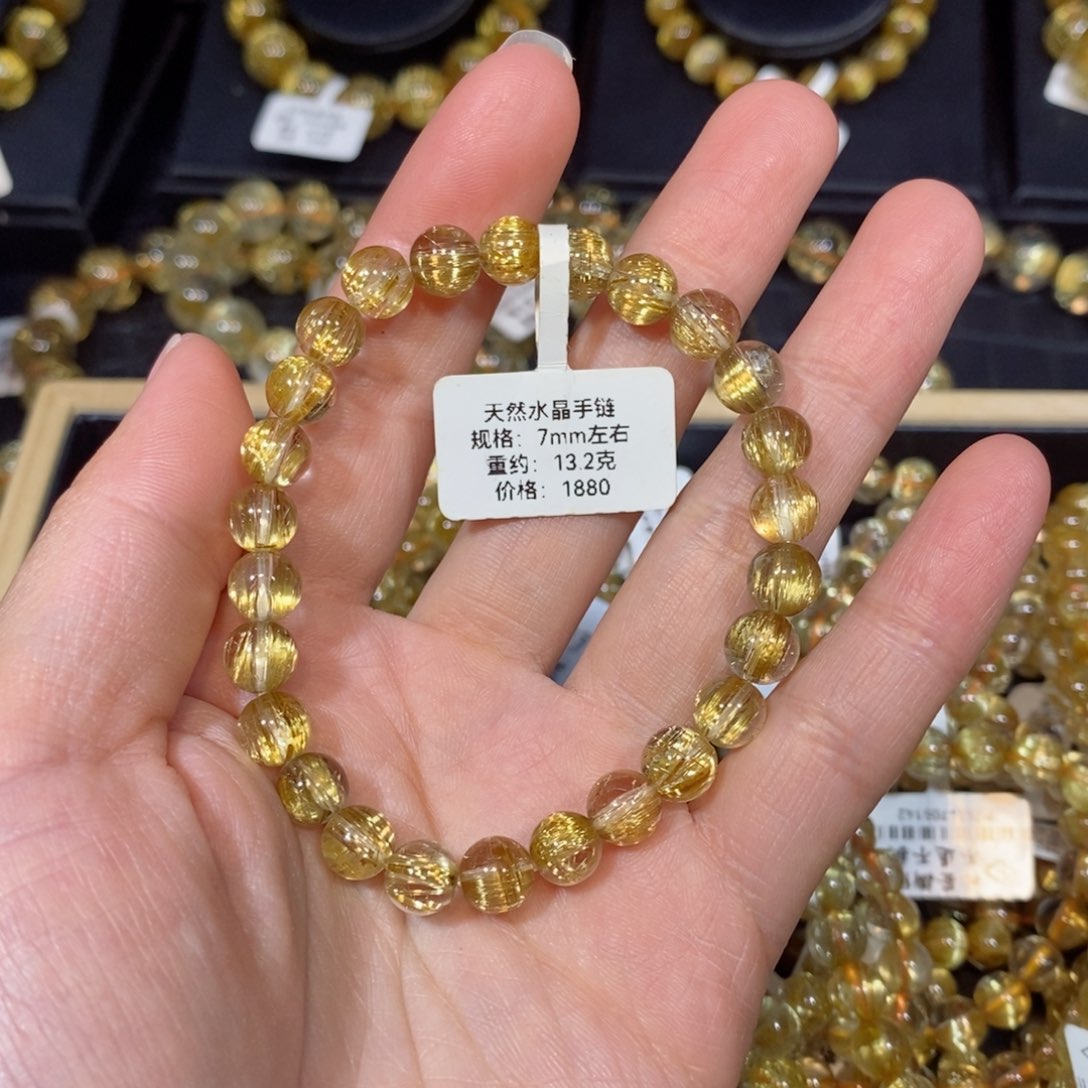 天然水晶手链
规格：7mm左右
重约：13.2克
价格：1880